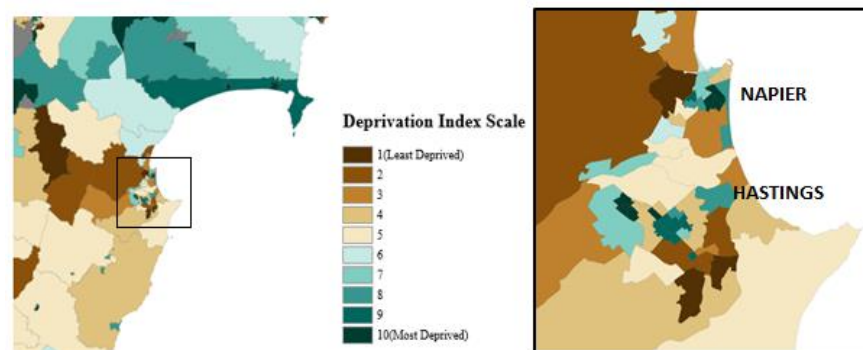 NAPIER
Deprivation Index Scale
1(Least Deprived)
2
3
4
5
6
7
8
9
10(Most Deprived)
HASTINGS